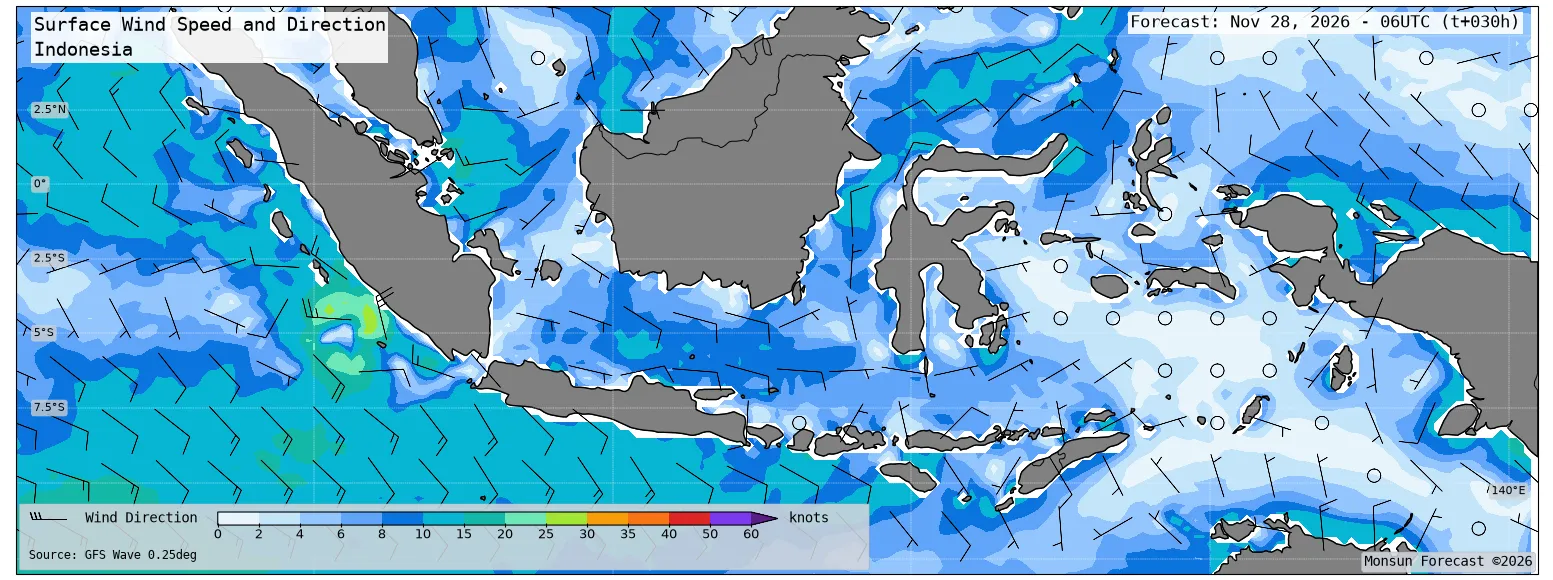 Surface Wind Speed and Direction
Indonesia
Forecast: Nov 28, 2026 - 06UTC (t+030h)
2.5°N
0°
2.5°S
5°S
7.5°S
140°E
Wind Direction
0 2 4 6 8 10 15 20 25 30 35 40 50 60
knots
Source: GFS Wave 0.25deg
Monsun Forecast ©2026